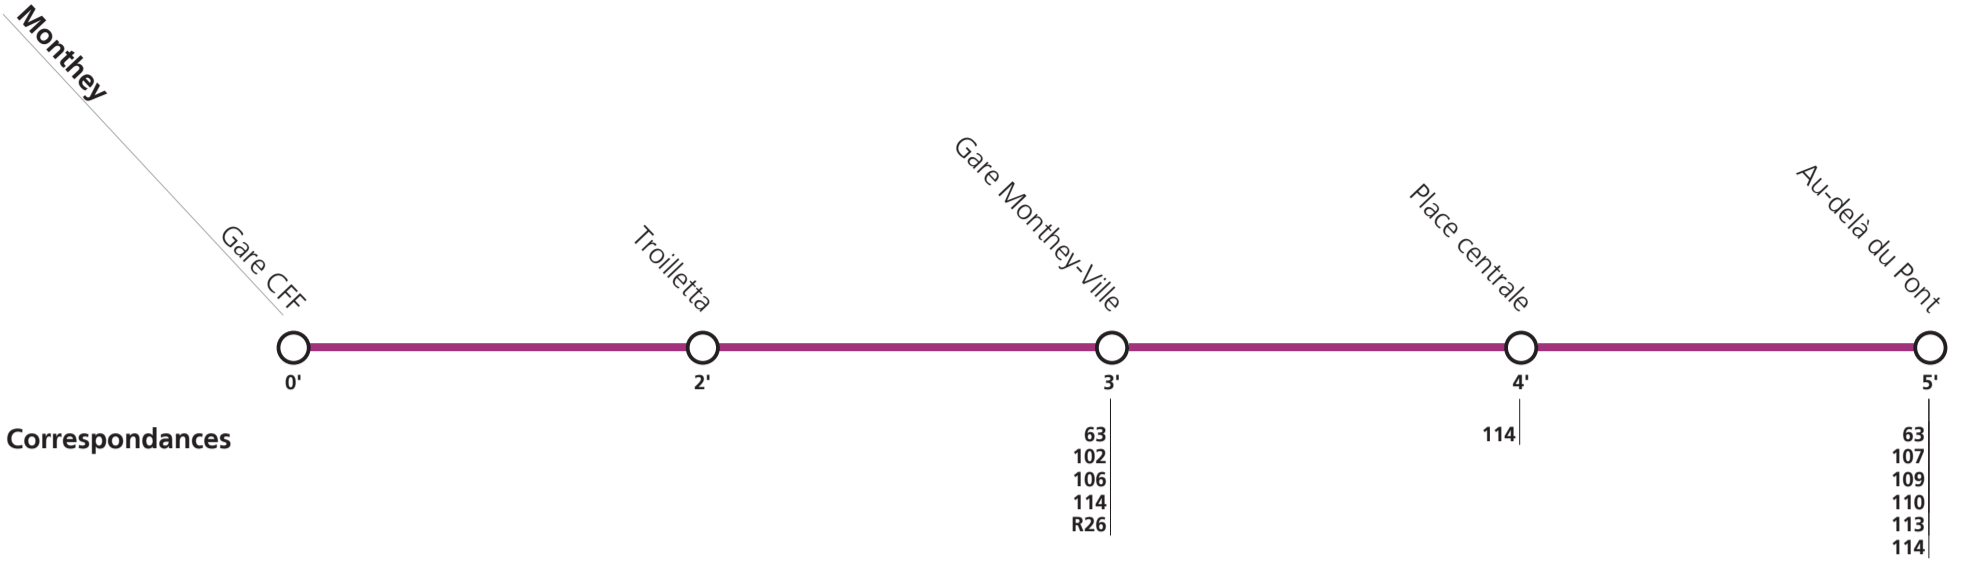 Monthey
Gare CFF
Troilletta
Gare Monthey-Ville
Place centrale
Au-delà du Pont
0'
2'
3'
4'
5'
Correspondances
63
102
106
114
R26
114
63
107
109
110
113
114